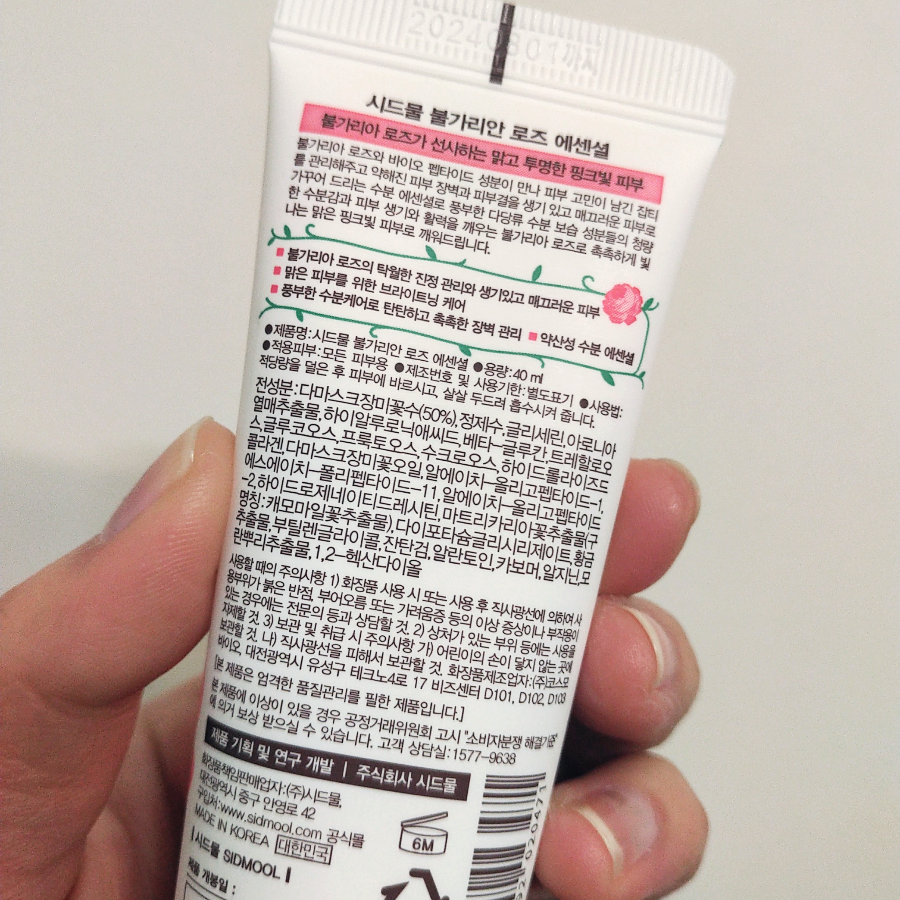 20240801까지
시드물 불가리안 로즈 에센셜
불가리아 로즈가 선사하는 맑고 투명한 핑크빛 피부
불가리아 로즈와 바이오 펩타이드 성분이 만나 피부 고민이 남긴 잡티
를 관리해주고 약해진 피부 장벽과 피부결을 생기 있고 매끄러운 피부로
가꾸어 드리는 수분 에센셜로 풍부한 다당류 수분 보습 성분들의 청량
한 수분감과 피부 생기와 활력을 깨우는 불가리아 로즈로 촉촉하게 빛
나는 맑은 핑크빛 피부로 깨워드립니다.
■ 불가리아 로즈의 탁월한 진정 관리와 생기있고 매끄러운 피부
■ 맑은 피부를 위한 브라이트닝 케어
■ 풍부한 수분케어로 탄탄하고 촉촉한 장벽 관리 ■ 약산성 수분 에센셜
●제품명:시드물 불가리안 로즈 에센셜 ●용량:40 ml
●적용피부:모든 피부용 ●제조번호 및 사용기한:별도표기 ●사용법:
적당량을 덜은 후 피부에 바르시고, 살살 두드려 흡수시켜 줍니다.
전성분:다마스크장미꽃수(50%),정제수,글리세린,아로니아
열매추출물,하이알루로닉애씨드,베타-글루칸,트레할로오
스,글루코오스,프룩토오스,수크로오스,하이드롤라이즈드
콜라겐,다마스크장미꽃오일,알에이치-올리고펩타이드-1,
에스에이치-폴리펩타이드-11,알에이치-올리고펩타이드
-2,하이드로제네이티드레시틴,마트리카리아꽃추출물(구
명칭:캐모마일꽃추출물),다이포타슘글리시리제이트,황금
추출물,부틸렌글라이콜,잔탄검,알란토인,카보머,알지닌,모
란뿌리추출물,1,2-헥산다이올
사용할 때의 주의사항 1) 화장품 사용 시 또는 사용 후 직사광선에 의하여 사
용부위가 붉은 반점, 부어오름 또는 가려움증 등의 이상 증상이나 부작용이
있는 경우에는 전문의 등과 상담할 것. 2) 상처가 있는 부위 등에는 사용을
자제할 것. 3) 보관 및 취급 시 주의사항 가) 어린이의 손이 닿지 않는 곳에
보관할 것. 나) 직사광선을 피해서 보관할 것. 화장품제조업자:(주)코스모
바이오, 대전광역시 유성구 테크노4로 17 비즈센터 D101, D102, D103
[본 제품은 엄격한 품질관리를 필한 제품입니다.]
본 제품에 이상이 있을 경우 공정거래위원회 고시 "소비자분쟁 해결기준"
에 의거 보상 받으실 수 있습니다. 고객 상담실:1577-9638
제품 기획 및 연구 개발 | 주식회사 시드물
화장품책임판매업자:(주)시드물,
대전광역시 중구 안영로 42
구입처:www.sidmool.com 공식몰
MADE IN KOREA 대한민국
|시드물 SIDMOOL|
제품 개봉일 :
6M
020471